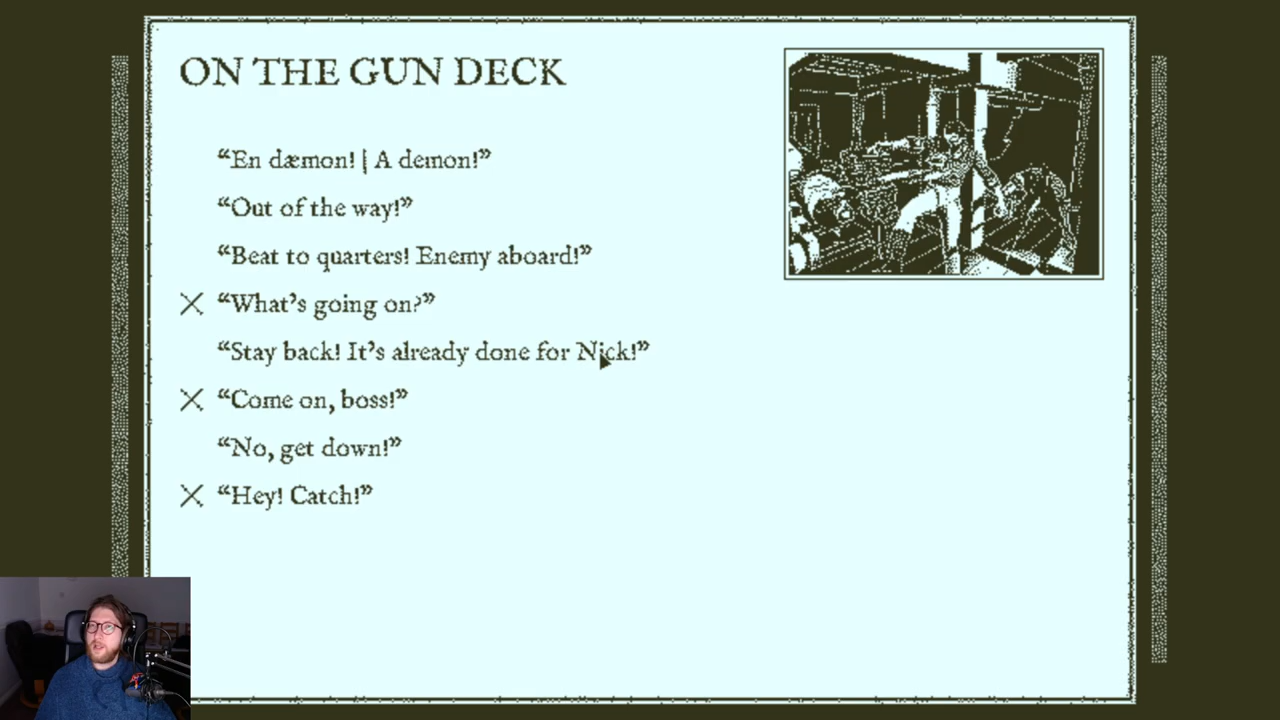 ON THE GUN DECK
“En dæmon! | A demon!”
“Out of the way!”
“Beat to quarters! Enemy aboard!”
“What’s going on?”
“Stay back! It’s already done for Nick!”
“Come on, boss!”
“No, get down!”
“Hey! Catch!”